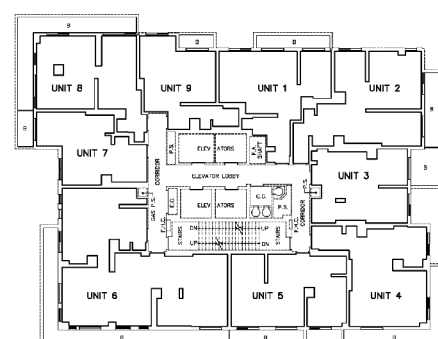 B
B
UNIT 8
UNIT 9
UNIT 1
UNIT 2
B
B
P.S.
ELEV ATORS
F.A. SHAFT
UNIT 7
CORRIDOR
ELEVATOR LOBBY
UNIT 3
B
P.S.
E.C.
ELEV ATORS
G.C.
P.S.
CORRIDOR
GAS P.S.
F.H.C.
F.H.C.
STAIRS
DN
UP
UP
DN
STAIRS
UNIT 6
UNIT 5
UNIT 4
B
B
B
B